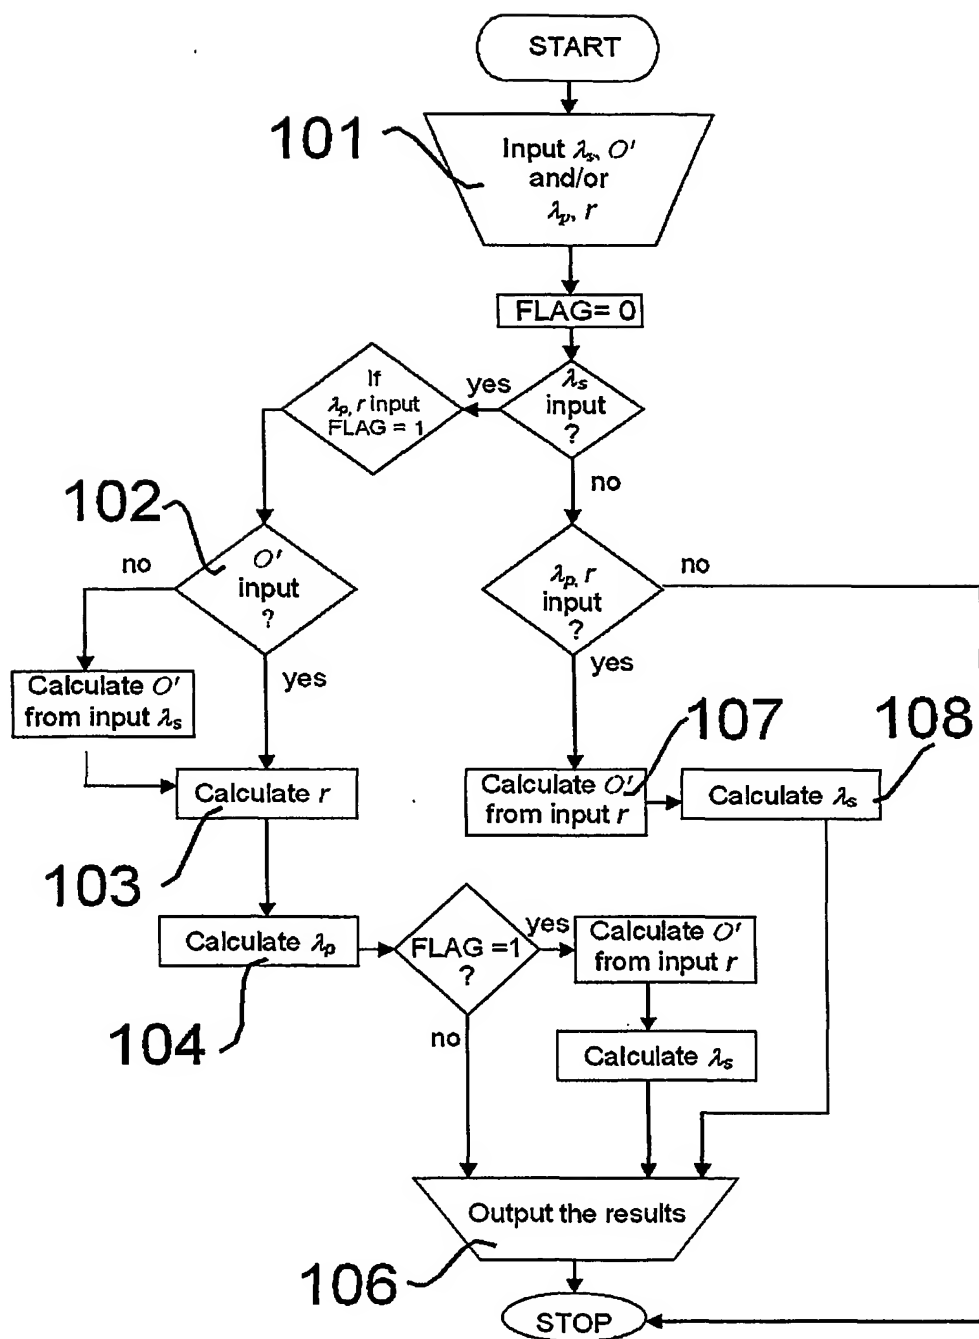 START
101
Input λs, O'
and/or
λp, r
FLAG= 0
λs
input
?
yes
If
λp, r input
FLAG = 1
no
102
O'
input
?
no
λp, r
input
?
no
yes
yes
Calculate O'
from input λs
107
108
Calculate r
Calculate O'
from input r
Calculate λs
103
Calculate λp
FLAG =1
?
yes
Calculate O'
from input r
104
no
Calculate λs
Output the results
106
STOP